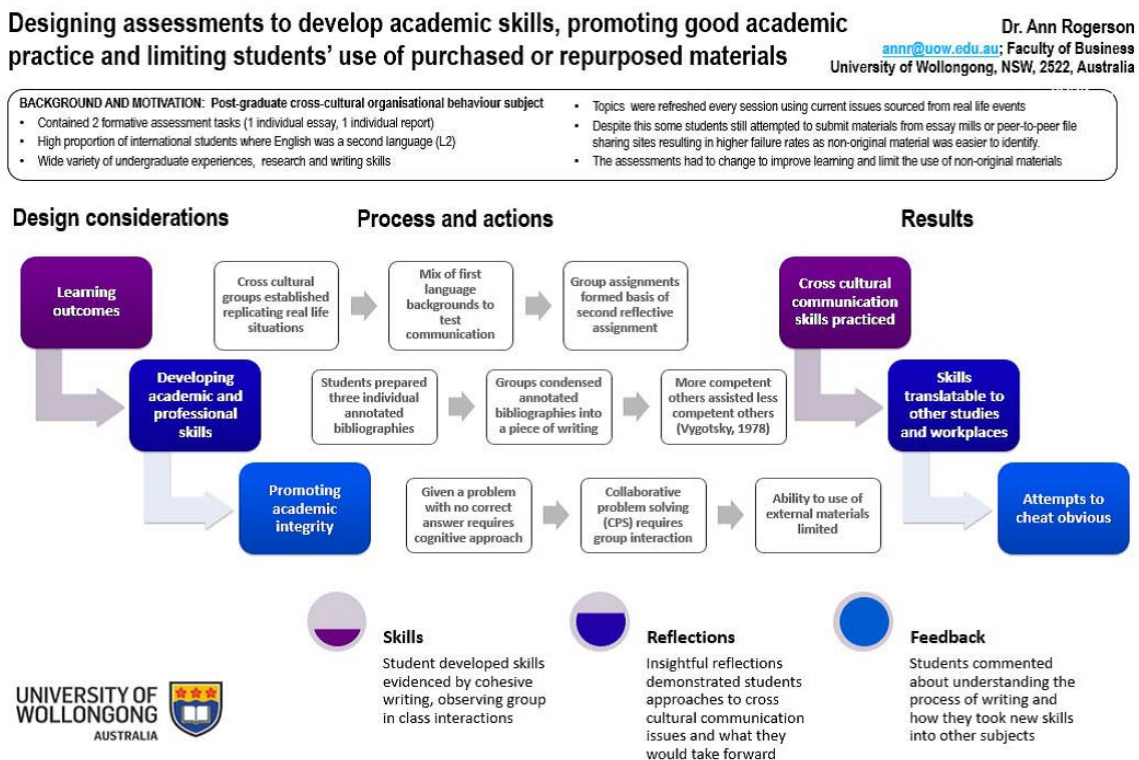 Designing assessments to develop academic skills, promoting good academic
practice and limiting students' use of purchased or repurposed materials
Dr. Ann Rogerson
annr@uow.edu.au; Faculty of Business
University of Wollongong, NSW, 2522, Australia
BACKGROUND AND MOTIVATION: Post-graduate cross-cultural organisational behaviour subject
• Contained 2 formative assessment tasks (1 individual essay, 1 individual report)
• High proportion of international students where English was a second language (L2)
• Wide variety of undergraduate experiences, research and writing skills
• Topics were refreshed every session using current issues sourced from real life events
• Despite this some students still attempted to submit materials from essay mills or peer-to-peer file
sharing sites resulting in higher failure rates as non-original material was easier to identify.
• The assessments had to change to improve learning and limit the use of non-original materials
Design considerations
Process and actions
Results
Learning
outcomes
Cross cultural
groups established
replicating real life
situations
Mix of first
language
backgrounds to
test
communication
Group assignments
formed basis of
second reflective
assignment
Cross cultural
communication
skills practiced
Developing
academic and
professional
skills
Students prepared
three individual
annotated
bibliographies
Groups condensed
annotated
bibliographies into
a piece of writing
More competent
others assisted less
competent others
(Vygotsky, 1978)
Skills
translatable to
other studies
and workplaces
Promoting
academic
integrity
Given a problem
with no correct
answer requires
cognitive approach
Collaborative
problem solving
(CPS) requires
group interaction
Ability to use of
external materials
limited
Attempts to
cheat obvious
Skills
Student developed skills
evidenced by cohesive
writing, observing group
in class interactions
Reflections
Insightful reflections
demonstrated students
approaches to cross
cultural communication
issues and what they
would take forward
Feedback
Students commented
about understanding the
process of writing and
how they took new skills
into other subjects
UNIVERSITY OF
WOLLONGONG
AUSTRALIA